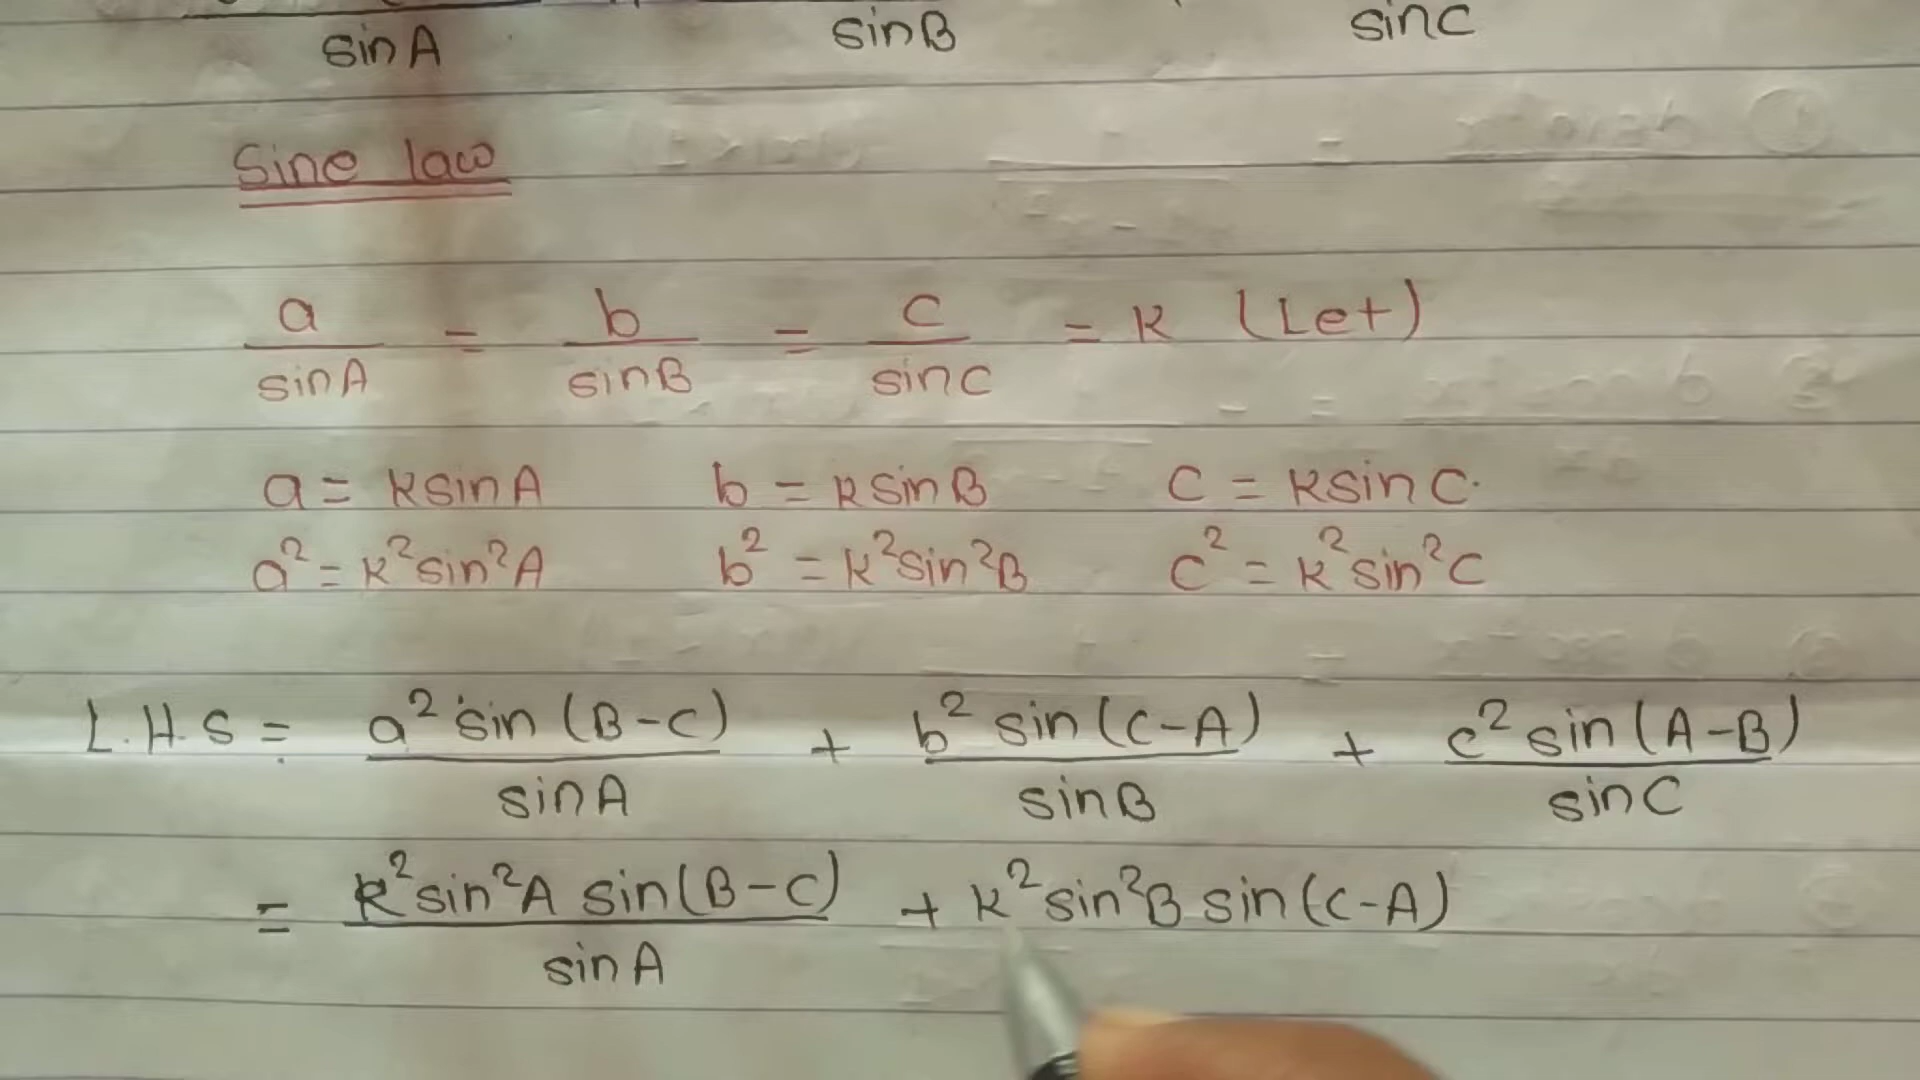 sinA sinB sinC
Sine law
a/sinA = b/sinB = c/sinC = k (Let)
a = ksinA b = ksinB c = ksinC.
a² = k²sin²A b² = k²sin²B c² = k²sin²C
L.H.S = a² sin (B-C)/sinA + b² sin (C-A)/sinB + c² sin (A-B)/sinC
= k²sin²A sin(B-C)/sinA + k²sin²B sin(C-A)